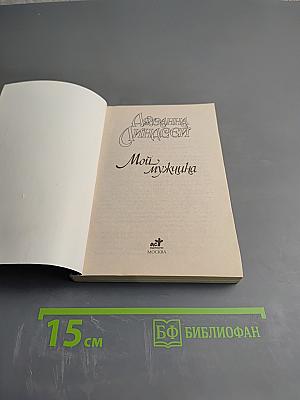 Джоанна
Линдсей
Мой
мужчина
АСТ
МОСКВА
15 см
БФ БИБЛИОФАН